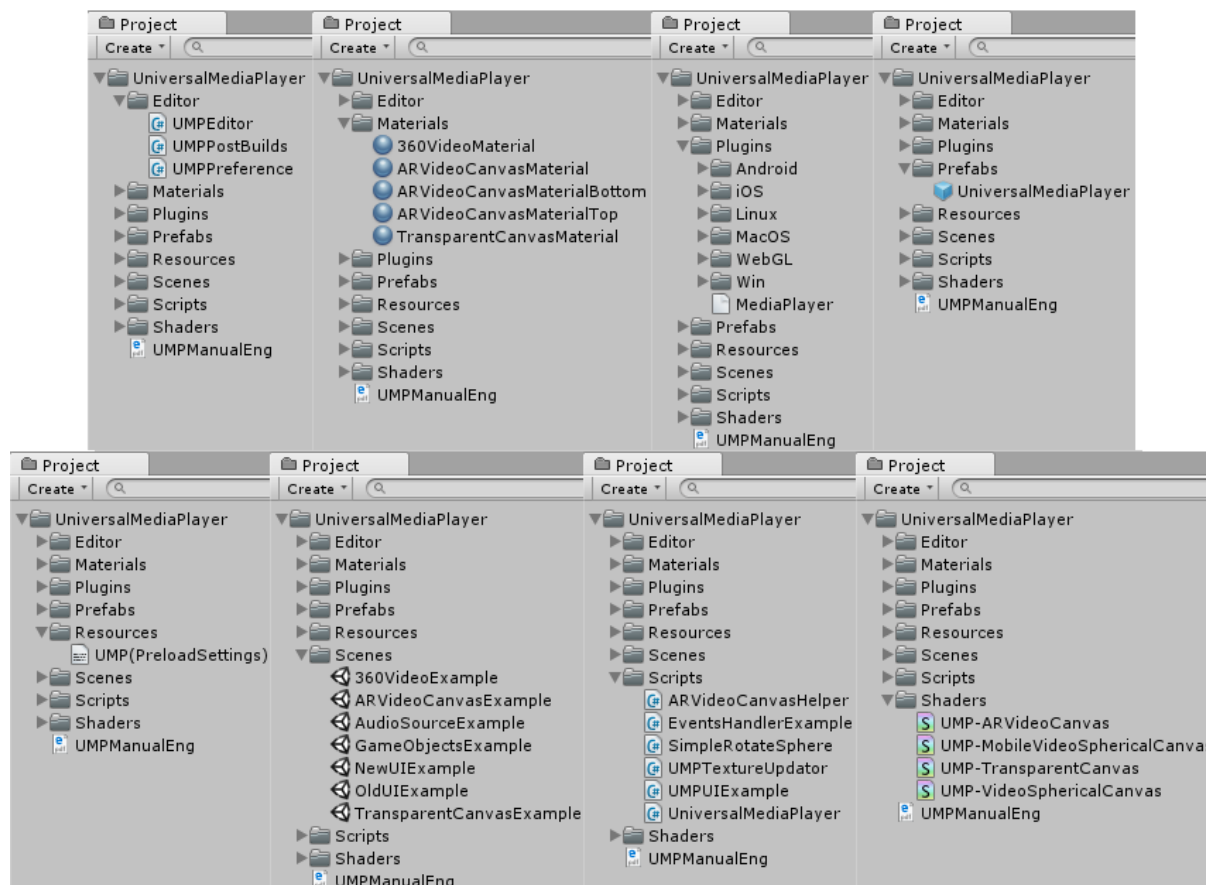 Project
Create
UniversalMediaPlayer
Editor
UMPEditor
UMPPostBuilds
UMPPreference
Materials
Plugins
Prefabs
Resources
Scenes
Scripts
Shaders
UMPManualEng
Project
Create
UniversalMediaPlayer
Editor
Materials
360VideoMaterial
ARVideoCanvasMaterial
ARVideoCanvasMaterialBottom
ARVideoCanvasMaterialTop
TransparentCanvasMaterial
Plugins
Prefabs
Resources
Scenes
Scripts
Shaders
UMPManualEng
Project
Create
UniversalMediaPlayer
Editor
Materials
Plugins
Android
iOS
Linux
MacOS
WebGL
Win
MediaPlayer
Prefabs
Resources
Scenes
Scripts
Shaders
UMPManualEng
Project
Create
UniversalMediaPlayer
Editor
Materials
Plugins
Prefabs
UniversalMediaPlayer
Resources
Scenes
Scripts
Shaders
UMPManualEng
Project
Create
UniversalMediaPlayer
Editor
Materials
Plugins
Prefabs
Resources
UMP(PreloadSettings)
Scenes
Scripts
Shaders
UMPManualEng
Project
Create
UniversalMediaPlayer
Editor
Materials
Plugins
Prefabs
Resources
Scenes
360VideoExample
ARVideoCanvasExample
AudioSourceExample
GameObjectsExample
NewUIExample
OldUIExample
TransparentCanvasExample
Scripts
Shaders
UMPManualEng
Project
Create
UniversalMediaPlayer
Editor
Materials
Plugins
Prefabs
Resources
Scenes
Scripts
ARVideoCanvasHelper
EventsHandlerExample
SimpleRotateSphere
UMPTextureUpdator
UMPUIExample
UniversalMediaPlayer
Shaders
UMPManualEng
Project
Create
UniversalMediaPlayer
Editor
Materials
Plugins
Prefabs
Resources
Scenes
Scripts
Shaders
UMP-ARVideoCanvas
UMP-MobileVideoSphericalCanvas
UMP-TransparentCanvas
UMP-VideoSphericalCanvas
UMPManualEng